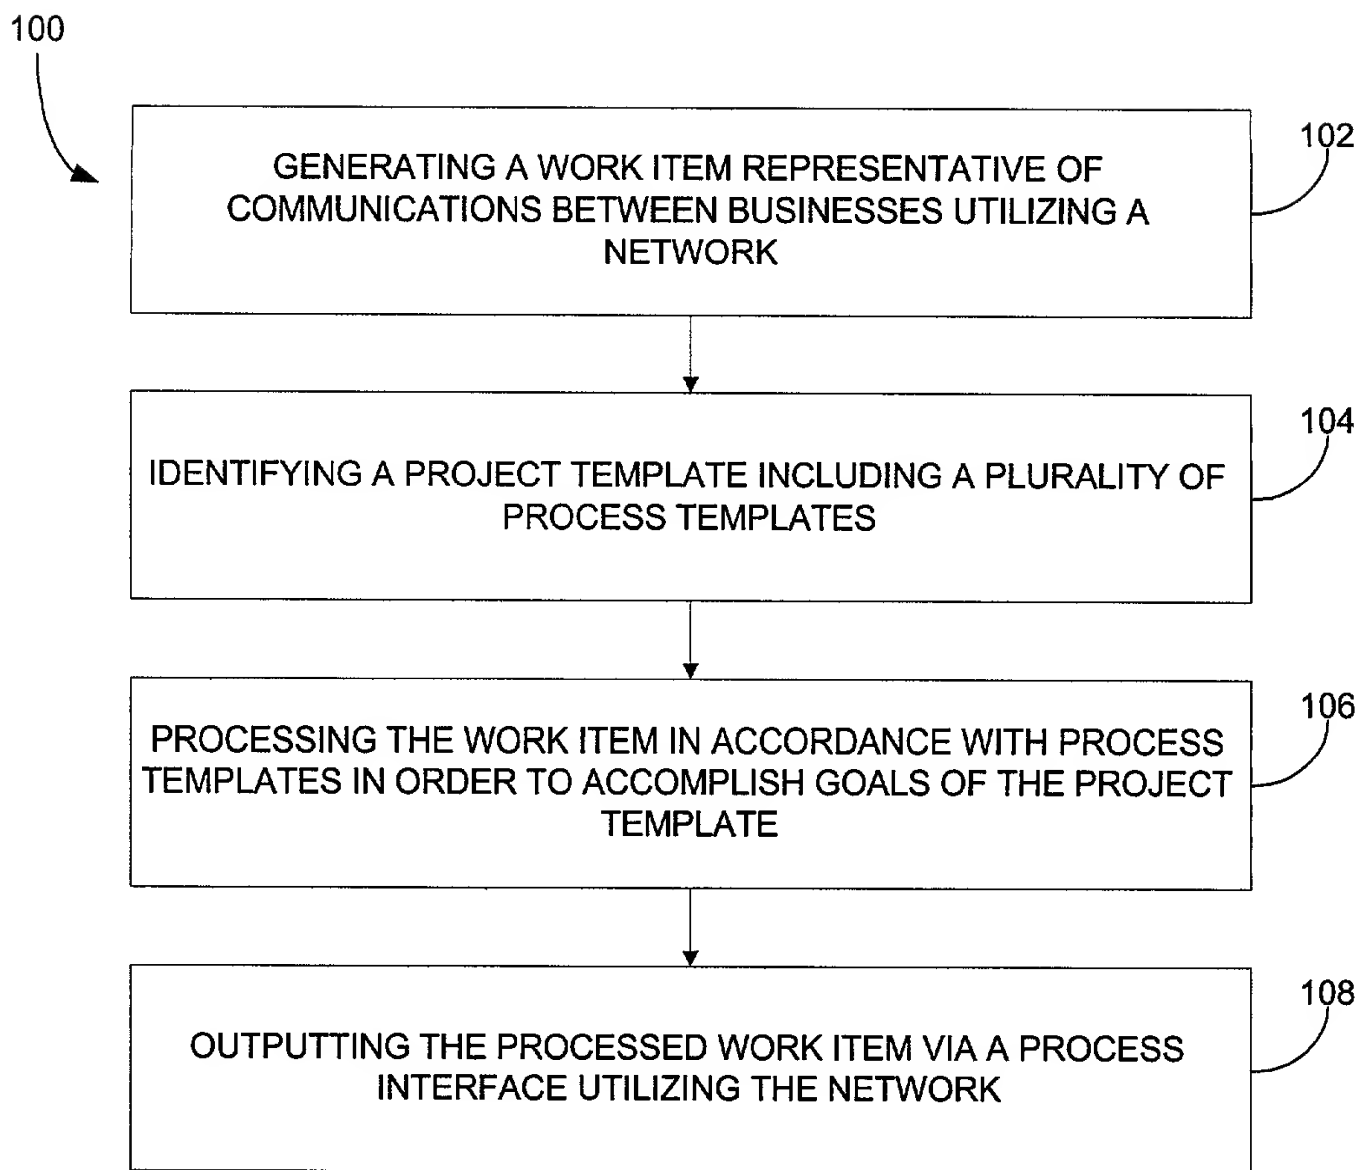 100
102
GENERATING A WORK ITEM REPRESENTATIVE OF
COMMUNICATIONS BETWEEN BUSINESSES UTILIZING A
NETWORK
104
IDENTIFYING A PROJECT TEMPLATE INCLUDING A PLURALITY OF
PROCESS TEMPLATES
106
PROCESSING THE WORK ITEM IN ACCORDANCE WITH PROCESS
TEMPLATES IN ORDER TO ACCOMPLISH GOALS OF THE PROJECT
TEMPLATE
108
OUTPUTTING THE PROCESSED WORK ITEM VIA A PROCESS
INTERFACE UTILIZING THE NETWORK